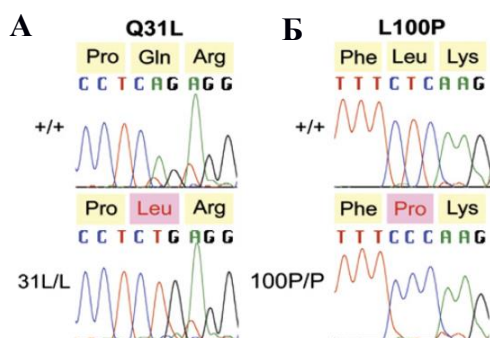 А Q31L
Pro Gln Arg
C C T C A G A G G
+/+
Pro Leu Arg
C C T C T G A G G
31L/L
Б L100P
Phe Leu Lys
T T T C T C A A G
+/+
Phe Pro Lys
T T T C C C A A G
100P/P